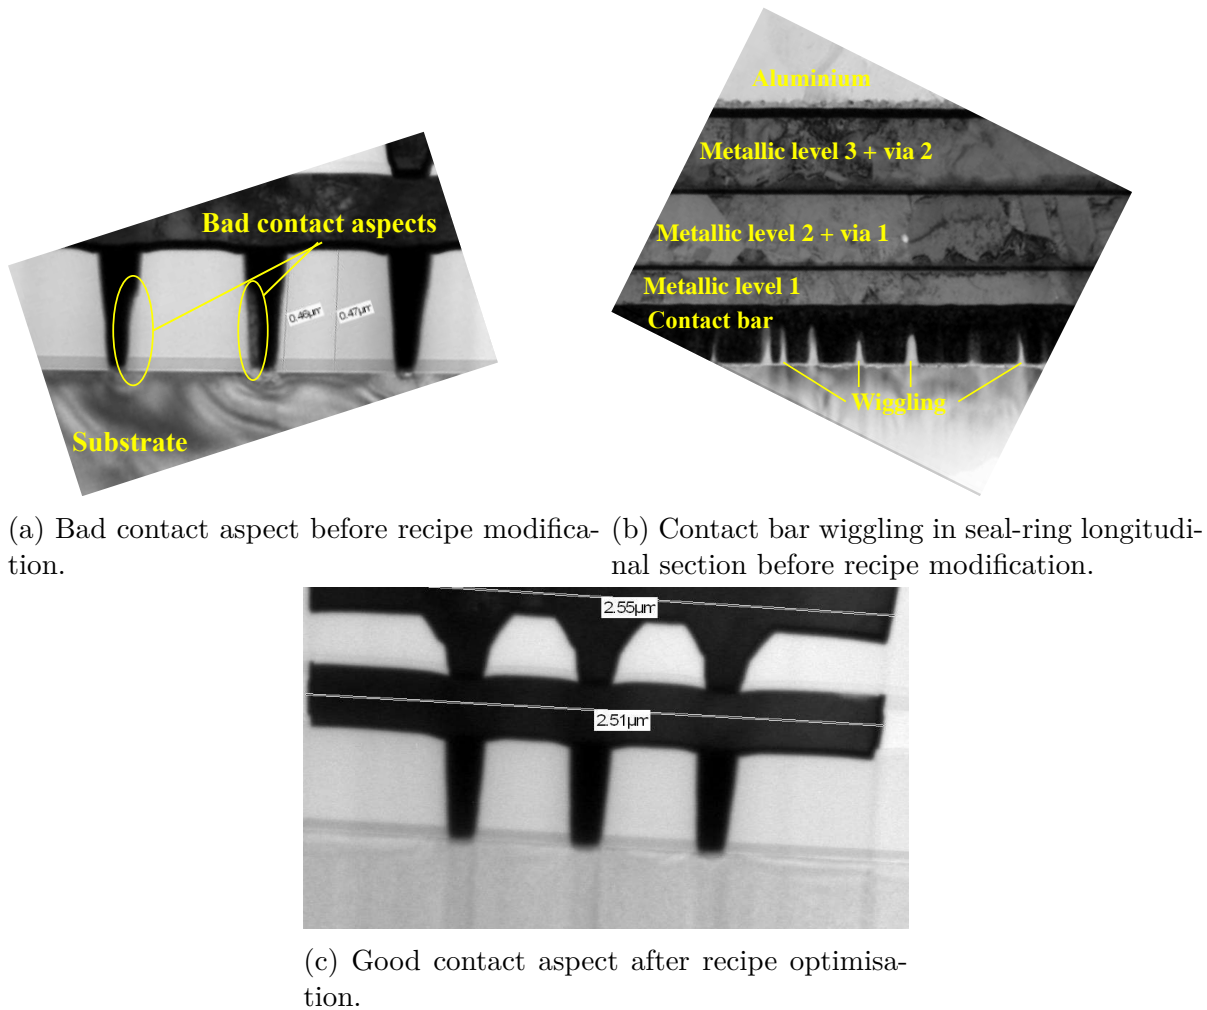 Bad contact aspects
0.46µm
0.47µm
Substrate
Aluminium
Metallic level 3 + via 2
Metallic level 2 + via 1
Metallic level 1
Contact bar
Wiggling
(a) Bad contact aspect before recipe modifica-
tion.
(b) Contact bar wiggling in seal-ring longitudi-
nal section before recipe modification.
2.55µm
2.51µm
(c) Good contact aspect after recipe optimisa-
tion.